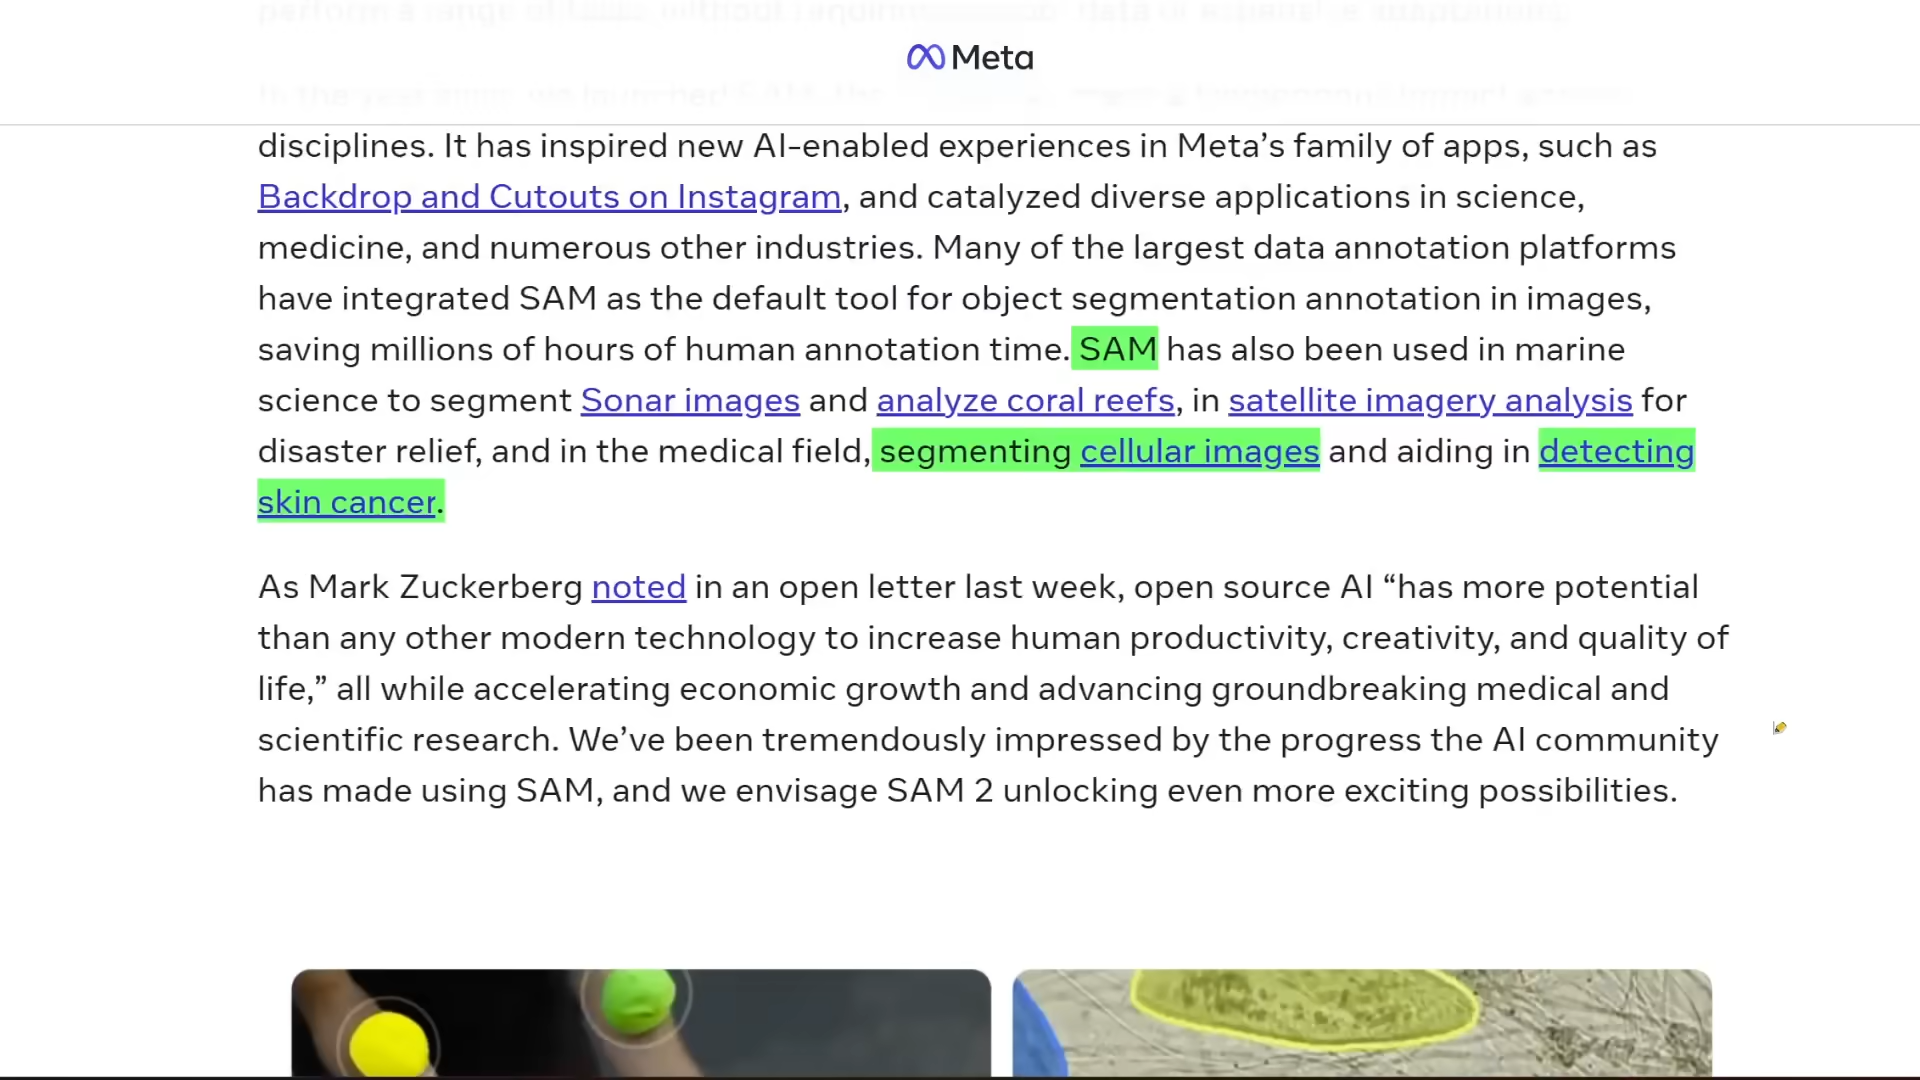 Meta
disciplines. It has inspired new AI-enabled experiences in Meta’s family of apps, such as
Backdrop and Cutouts on Instagram, and catalyzed diverse applications in science,
medicine, and numerous other industries. Many of the largest data annotation platforms
have integrated SAM as the default tool for object segmentation annotation in images,
saving millions of hours of human annotation time. SAM has also been used in marine
science to segment Sonar images and analyze coral reefs, in satellite imagery analysis for
disaster relief, and in the medical field, segmenting cellular images and aiding in detecting
skin cancer.
As Mark Zuckerberg noted in an open letter last week, open source AI “has more potential
than any other modern technology to increase human productivity, creativity, and quality of
life,” all while accelerating economic growth and advancing groundbreaking medical and
scientific research. We’ve been tremendously impressed by the progress the AI community
has made using SAM, and we envisage SAM 2 unlocking even more exciting possibilities.